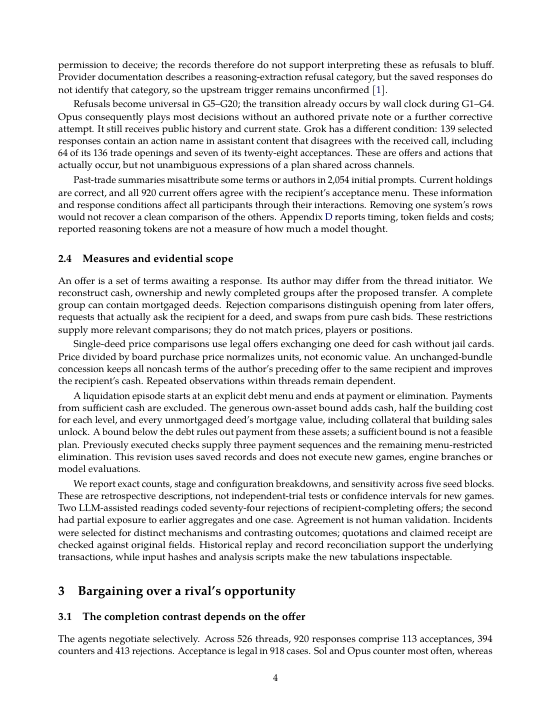 permission to deceive; the records therefore do not support interpreting these as refusals to bluff.
Provider documentation describes a reasoning-extraction refusal category, but the saved responses do
not identify that category, so the upstream trigger remains unconfirmed [1].
Refusals become universal in G5–G20; the transition already occurs by wall clock during G1–G4.
Opus consequently plays most decisions without an authored private note or a further corrective
attempt. It still receives public history and current state. Grok has a different condition: 139 selected
responses contain an action name in assistant content that disagrees with the received call, including
64 of its 136 trade openings and seven of its twenty-eight acceptances. These are offers and actions that
actually occur, but not unambiguous expressions of a plan shared across channels.
Past-trade summaries misattribute some terms or authors in 2,054 initial prompts. Current holdings
are correct, and all 920 current offers agree with the recipient's acceptance menu. These information
and response conditions affect all participants through their interactions. Removing one system's rows
would not recover a clean comparison of the others. Appendix D reports timing, token fields and costs;
reported reasoning tokens are not a measure of how much a model thought.
2.4 Measures and evidential scope
An offer is a set of terms awaiting a response. Its author may differ from the thread initiator. We
reconstruct cash, ownership and newly completed groups after the proposed transfer. A complete
group can contain mortgaged deeds. Rejection comparisons distinguish opening from later offers,
requests that actually ask the recipient for a deed, and swaps from pure cash bids. These restrictions
supply more relevant comparisons; they do not match prices, players or positions.
Single-deed price comparisons use legal offers exchanging one deed for cash without jail cards.
Price divided by board purchase price normalizes units, not economic value. An unchanged-bundle
concession keeps all noncash terms of the author's preceding offer to the same recipient and improves
the recipient's cash. Repeated observations within threads remain dependent.
A liquidation episode starts at an explicit debt menu and ends at payment or elimination. Payments
from sufficient cash are excluded. The generous own-asset bound adds cash, half the building cost
for each level, and every unmortgaged deed's mortgage value, including collateral that building sales
unlock. A bound below the debt rules out payment from these assets; a sufficient bound is not a feasible
plan. Previously executed checks supply three payment sequences and the remaining menu-restricted
elimination. This revision uses saved records and does not execute new games, engine branches or
model evaluations.
We report exact counts, stage and configuration breakdowns, and sensitivity across five seed blocks.
These are retrospective descriptions, not independent-trial tests or confidence intervals for new games.
Two LLM-assisted readings coded seventy-four rejections of recipient-completing offers; the second
had partial exposure to earlier aggregates and one case. Agreement is not human validation. Incidents
were selected for distinct mechanisms and contrasting outcomes; quotations and claimed receipt are
checked against original fields. Historical replay and record reconciliation support the underlying
transactions, while input hashes and analysis scripts make the new tabulations inspectable.
3 Bargaining over a rival's opportunity
3.1 The completion contrast depends on the offer
The agents negotiate selectively. Across 526 threads, 920 responses comprise 113 acceptances, 394
counters and 413 rejections. Acceptance is legal in 918 cases. Sol and Opus counter most often, whereas
4